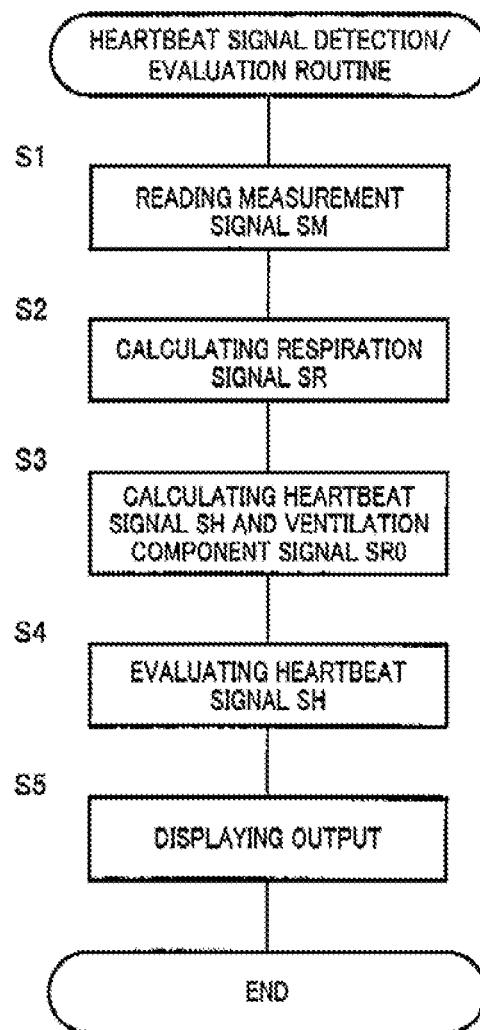 HEARTBEAT SIGNAL DETECTION/
EVALUATION ROUTINE
S1
READING MEASUREMENT
SIGNAL SM
S2
CALCULATING RESPIRATION
SIGNAL SR
S3
CALCULATING HEARTBEAT
SIGNAL SH AND VENTILATION
COMPONENT SIGNAL SR0
S4
EVALUATING HEARTBEAT
SIGNAL SH
S5
DISPLAYING OUTPUT
END